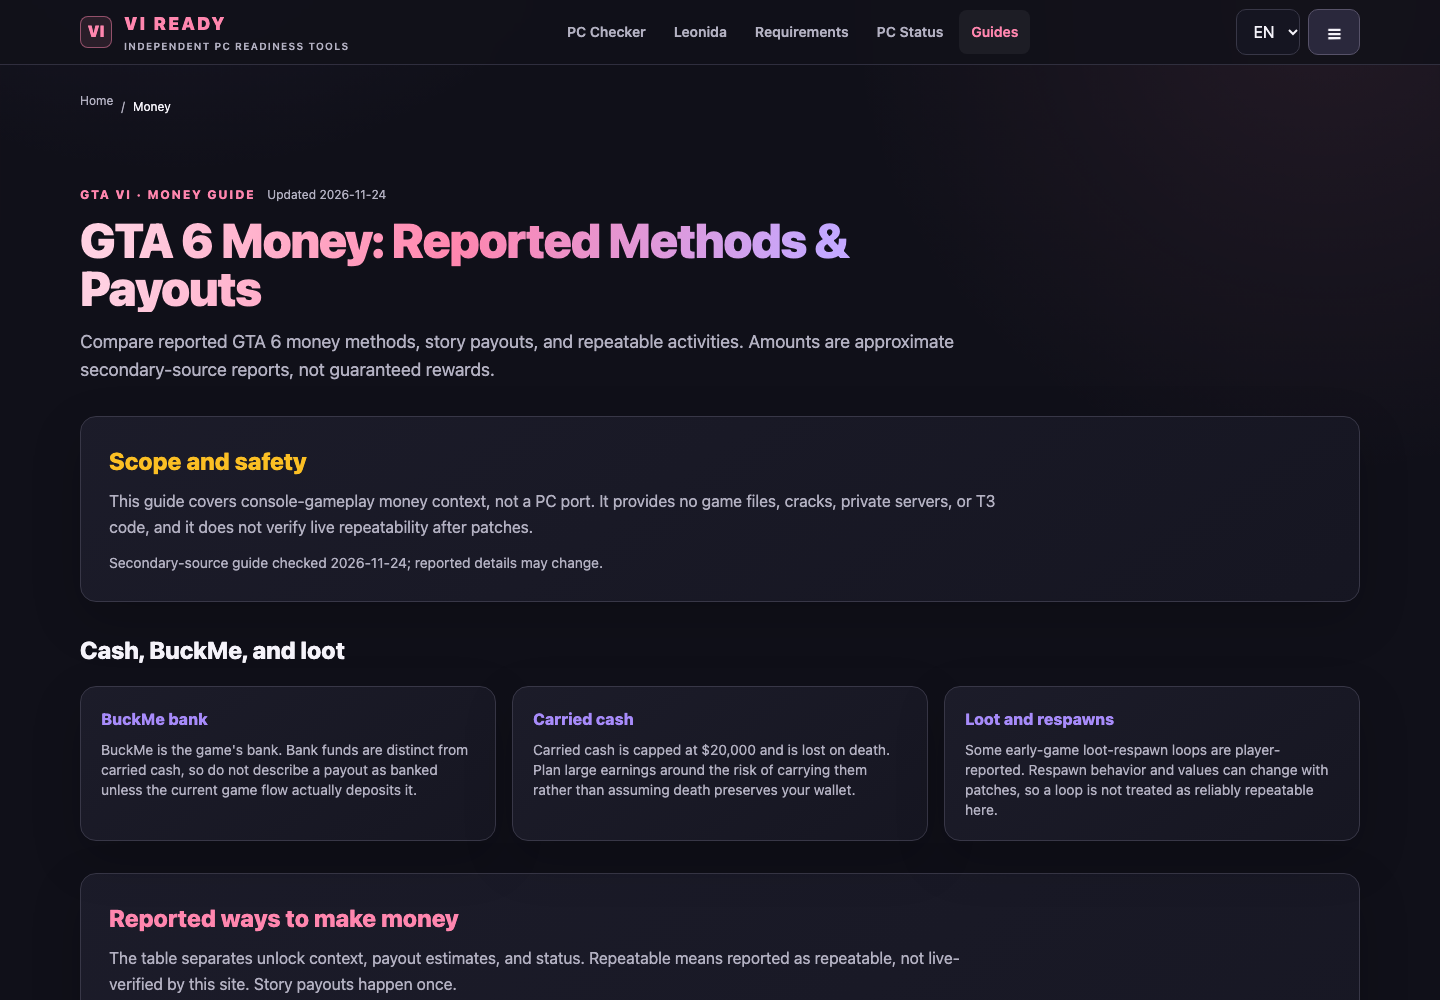 VI
VI READY
INDEPENDENT PC READINESS TOOLS
PC Checker
Leonida
Requirements
PC Status
Guides
EN
Home / Money
GTA VI · MONEY GUIDE Updated 2026-11-24
GTA 6 Money: Reported Methods &
Payouts
Compare reported GTA 6 money methods, story payouts, and repeatable activities. Amounts are approximate
secondary-source reports, not guaranteed rewards.
Scope and safety
This guide covers console-gameplay money context, not a PC port. It provides no game files, cracks, private servers, or T3
code, and it does not verify live repeatability after patches.
Secondary-source guide checked 2026-11-24; reported details may change.
Cash, BuckMe, and loot
BuckMe bank
BuckMe is the game's bank. Bank funds are distinct from
carried cash, so do not describe a payout as banked
unless the current game flow actually deposits it.
Carried cash
Carried cash is capped at $20,000 and is lost on death.
Plan large earnings around the risk of carrying them
rather than assuming death preserves your wallet.
Loot and respawns
Some early-game loot-respawn loops are player-
reported. Respawn behavior and values can change with
patches, so a loop is not treated as reliably repeatable
here.
Reported ways to make money
The table separates unlock context, payout estimates, and status. Repeatable means reported as repeatable, not live-
verified by this site. Story payouts happen once.